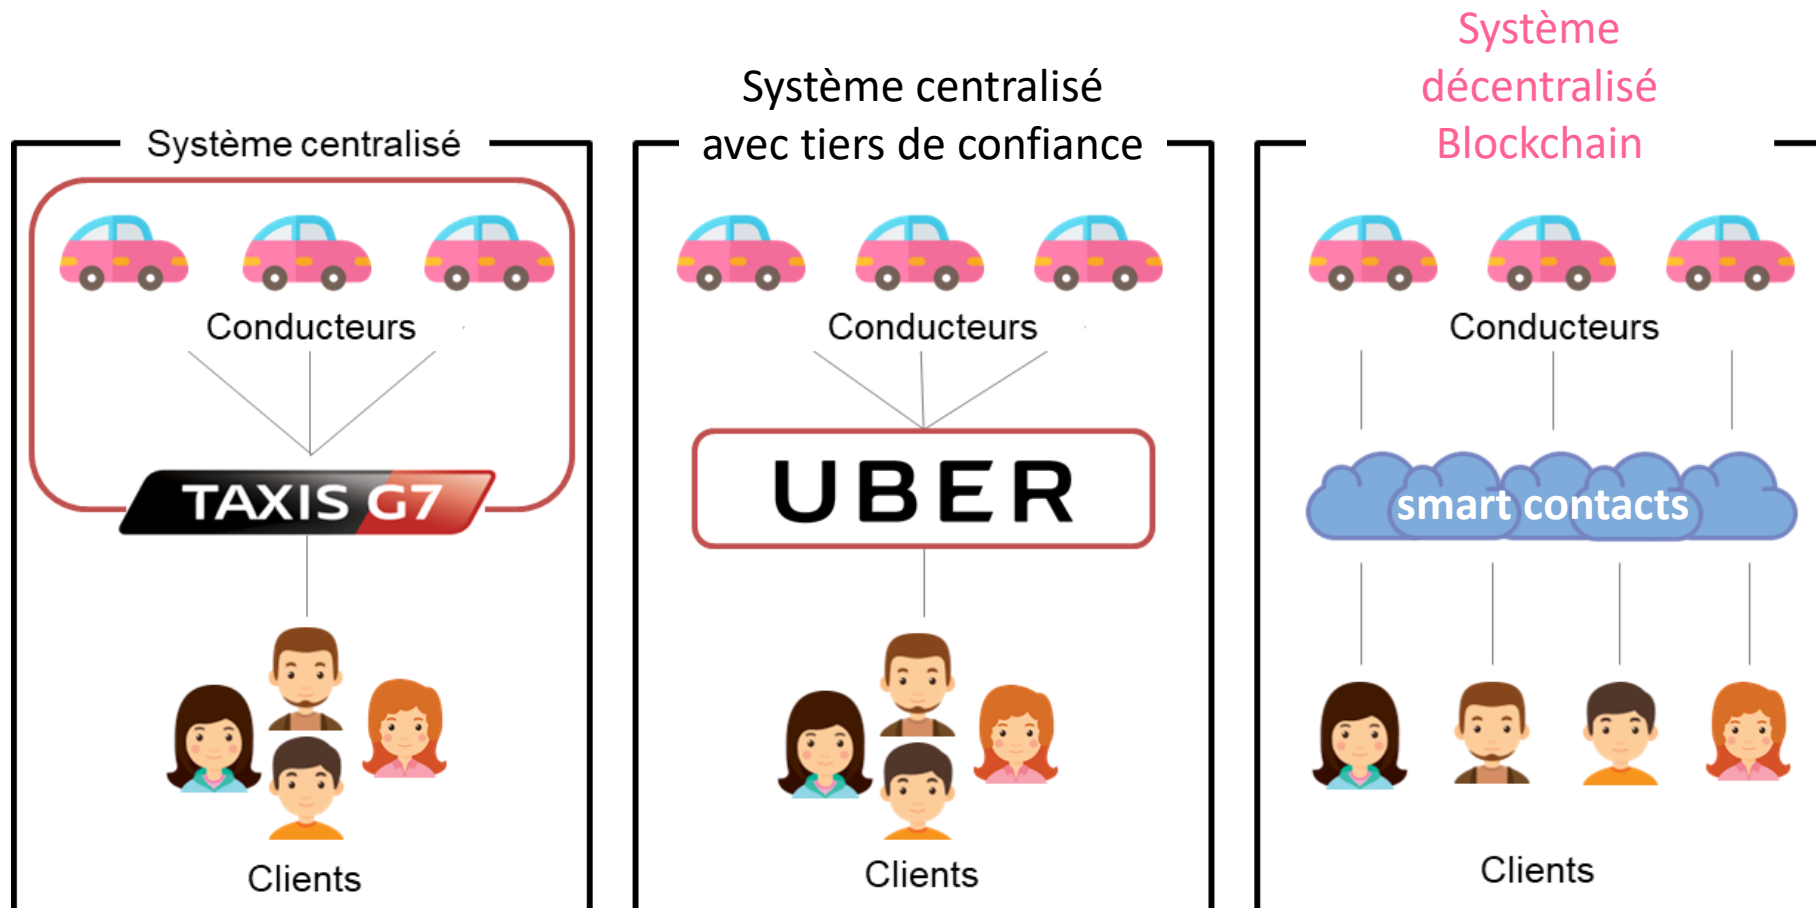 Système centralisé
Conducteurs
TAXIS G7
Clients
Système centralisé
avec tiers de confiance
Conducteurs
UBER
Clients
Système
décentralisé
Blockchain
Conducteurs
smart contacts
Clients